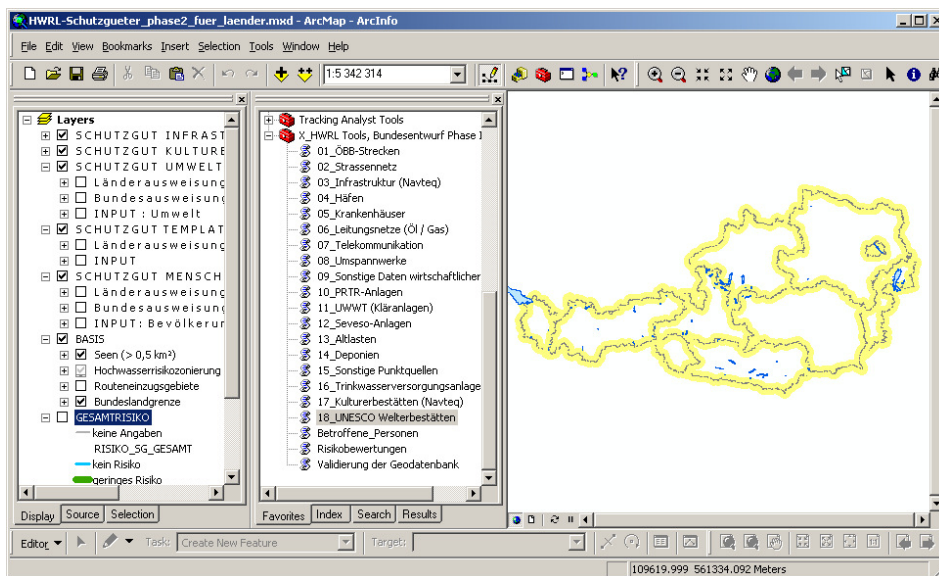 HWRL-Schutzgueter_phase2_fuer_laender.mxd - ArcMap - ArcInfo
File Edit View Bookmarks Insert Selection Tools Window Help
1:5 342 314
Layers
SCHUTZGUT INFRAST
SCHUTZGUT KULTURE
SCHUTZGUT UMWELT
Länderausweisung
Bundesausweisung
INPUT : Umwelt
SCHUTZGUT TEMPLAT
Länderausweisung
INPUT
SCHUTZGUT MENSCH
Länderausweisung
Bundesausweisung
INPUT: Bevölkerun
BASIS
Seen (> 0,5 km²)
Hochwasserrisikozonierung
Routeneinzugsgebiete
Bundeslandgrenze
GESAMTRISIKO
keine Angaben
RISIKO_SG_GESAMT
kein Risiko
geringes Risiko
Display Source Selection
Tracking Analyst Tools
X_HWRL Tools, Bundesentwurf Phase I
01_ÖBB-Strecken
02_Strassennetz
03_Infrastruktur (Navteq)
04_Häfen
05_Krankenhäuser
06_Leitungsnetze (Öl / Gas)
07_Telekommunikation
08_Umspannwerke
09_Sonstige Daten wirtschaftlicher
10_PRTR-Anlagen
11_UWWT (Kläranlagen)
12_Seveso-Anlagen
13_Altlasten
14_Deponien
15_Sonstige Punktquellen
16_Trinkwasserversorgungsanlage
17_Kulturerbestätten (Navteq)
18_UNESCO Welterbestätten
Betroffene_Personen
Risikobewertungen
Validierung der Geodatenbank
Favorites Index Search Results
Editor Task: Create New Feature Target:
109619.999 561334.092 Meters